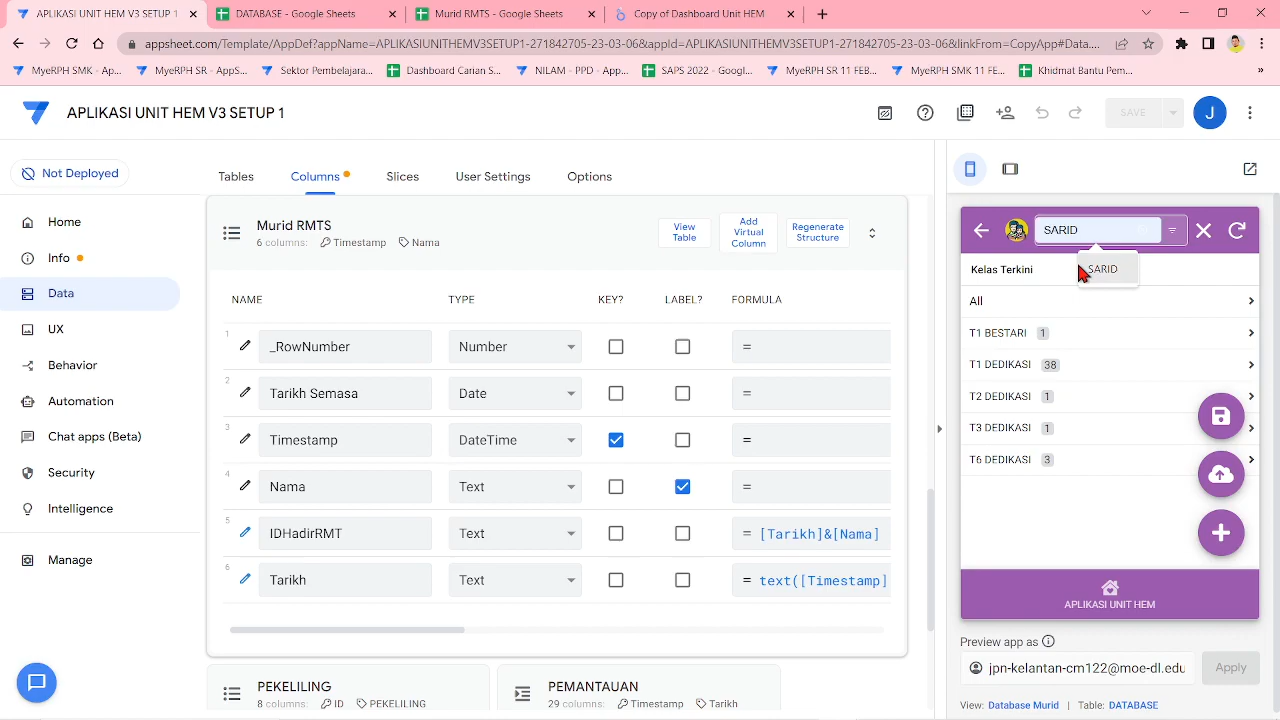 APLIKASI UNIT HEM V3 SETUP 1
DATABASE - Google Sheets
Murid RMTS - Google Sheets
Copy of Dashboard Unit HEM
appsheet.com/Template/AppDef?appName=APLIKASIUNITHEMV3SETUP1-271842705-23-03-06&appId=APLIKASIUNITHEMV3SETUP1-271842705-23-03-06&linkFrom=CopyApp#Data....
MyeRPH SMK - Ap...
MyeRPH SR - AppS...
Sektor Pembelajara...
Dashboard Carian S...
NILAM - PPD - App...
SAPS 2022 - Googl...
MyeRPH SR 11 FEB...
MyeRPH SMK 11 FE...
Khidmat Bantu Pem...
»
APLIKASI UNIT HEM V3 SETUP 1
SAVE
J
Not Deployed
Home
Info
Data
UX
Behavior
Automation
Chat apps (Beta)
Security
Intelligence
Manage
Tables
Columns
Slices
User Settings
Options
Murid RMTS
6 columns: Timestamp Nama
View Table
Add Virtual Column
Regenerate Structure
NAME TYPE KEY? LABEL? FORMULA
1 _RowNumber Number =
2 Tarikh Semasa Date =
3 Timestamp DateTime =
4 Nama Text =
5 IDHadirRMT Text = [Tarikh]&[Nama]
6 Tarikh Text = text([Timestamp]
PEKELILING
8 columns: ID PEKELILING
PEMANTAUAN
29 columns: Timestamp Tarikh
SARID
Kelas Terkini
SARID
All
T1 BESTARI 1
T1 DEDIKASI 38
T2 DEDIKASI 1
T3 DEDIKASI 1
T6 DEDIKASI 3
APLIKASI UNIT HEM
Preview app as
jpn-kelantan-cm122@moe-dl.edu
Apply
View: Database Murid | Table: DATABASE